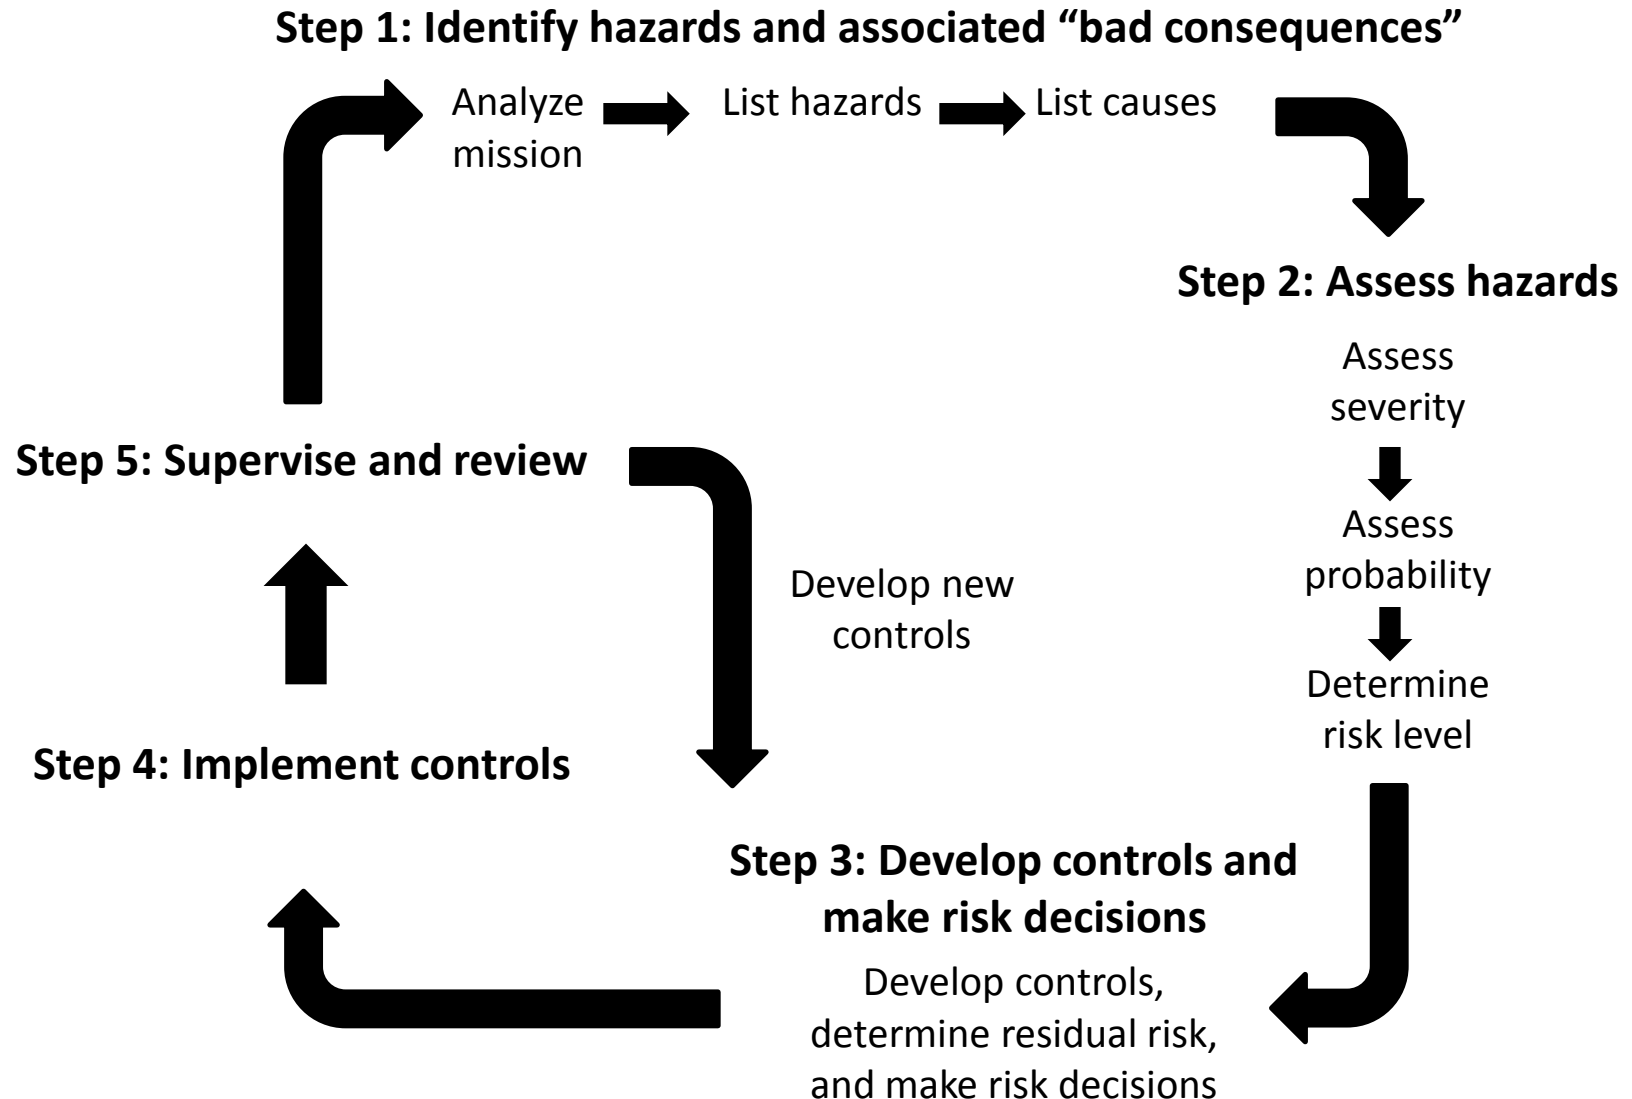 Step 1: Identify hazards and associated “bad consequences”
Analyze
mission
List hazards
List causes
Step 2: Assess hazards
Assess
severity
Assess
probability
Determine
risk level
Step 3: Develop controls and
make risk decisions
Develop controls,
determine residual risk,
and make risk decisions
Step 4: Implement controls
Step 5: Supervise and review
Develop new
controls